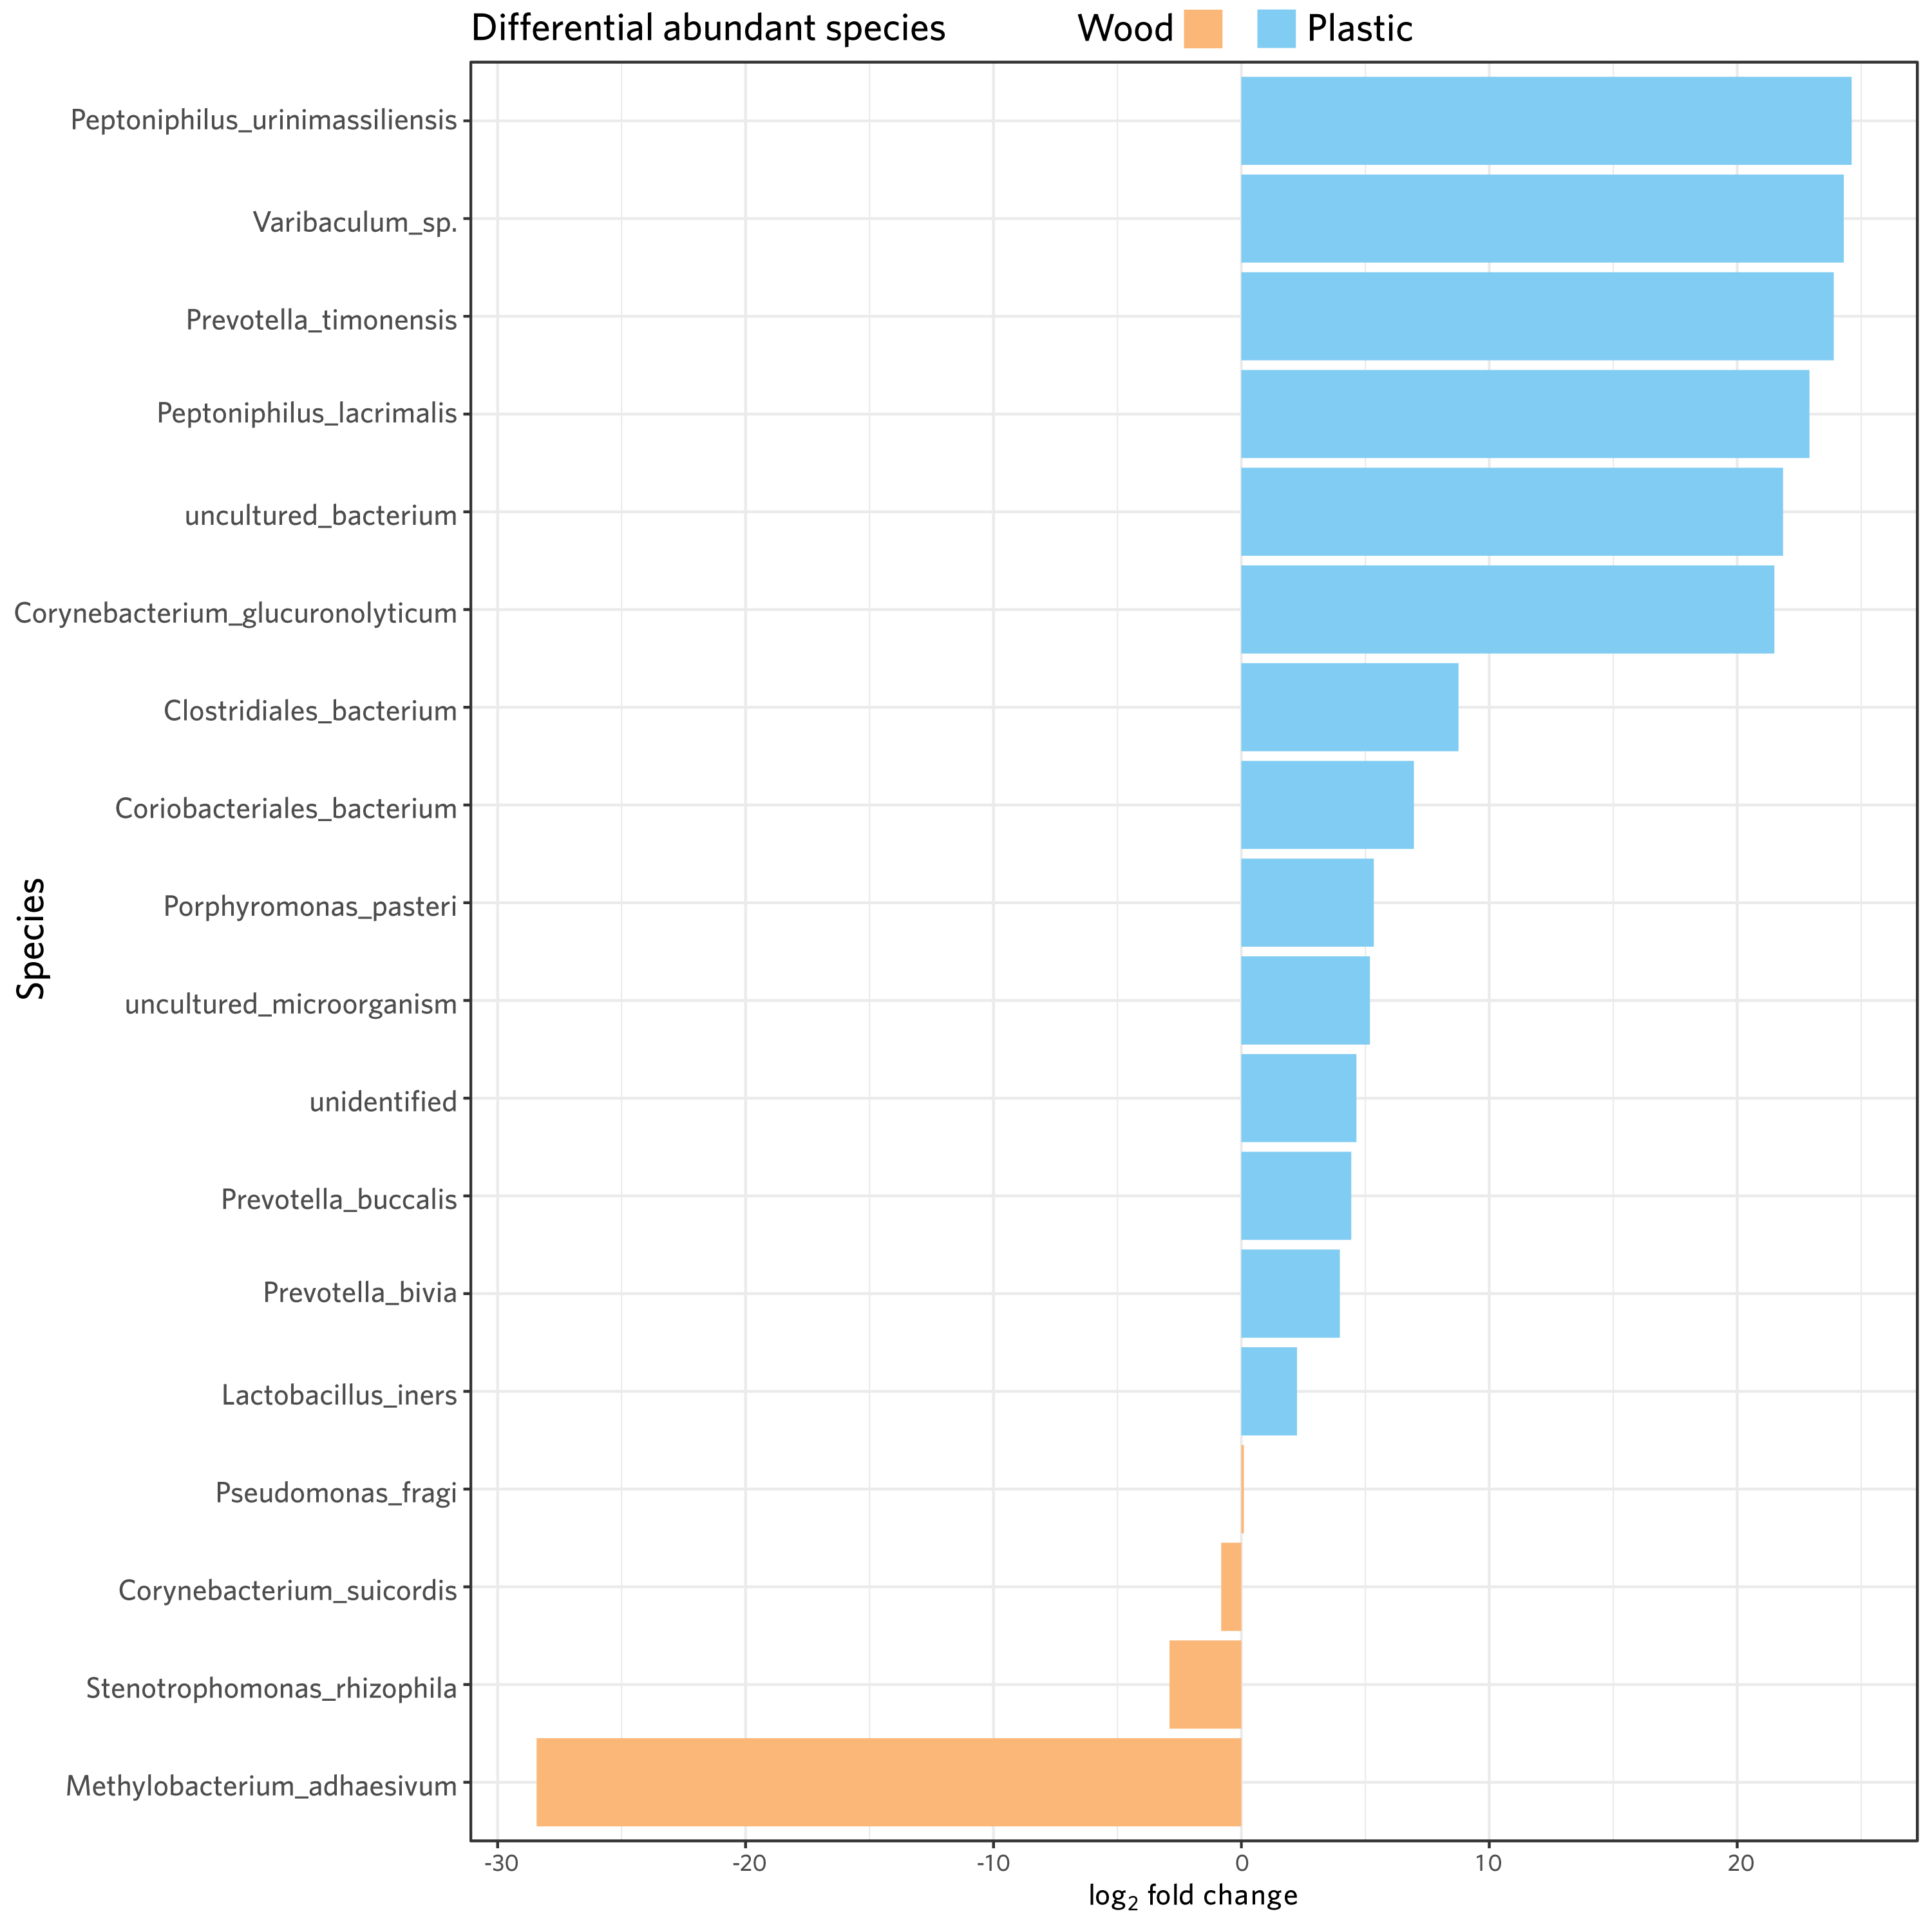 Differential abundant species Wood Plastic
Peptoniphilus_urinimassiliensis
Varibaculum_sp.
Prevotella_timonensis
Peptoniphilus_lacrimalis
uncultured_bacterium
Corynebacterium_glucuronolyticum
Clostridiales_bacterium
Coriobacteriales_bacterium
Porphyromonas_pasteri
uncultured_microorganism
unidentified
Prevotella_buccalis
Prevotella_bivia
Lactobacillus_iners
Pseudomonas_fragi
Corynebacterium_suicordis
Stenotrophomonas_rhizophila
Methylobacterium_adhaesivum
Species
-30 -20 -10 0 10 20
log₂ fold change